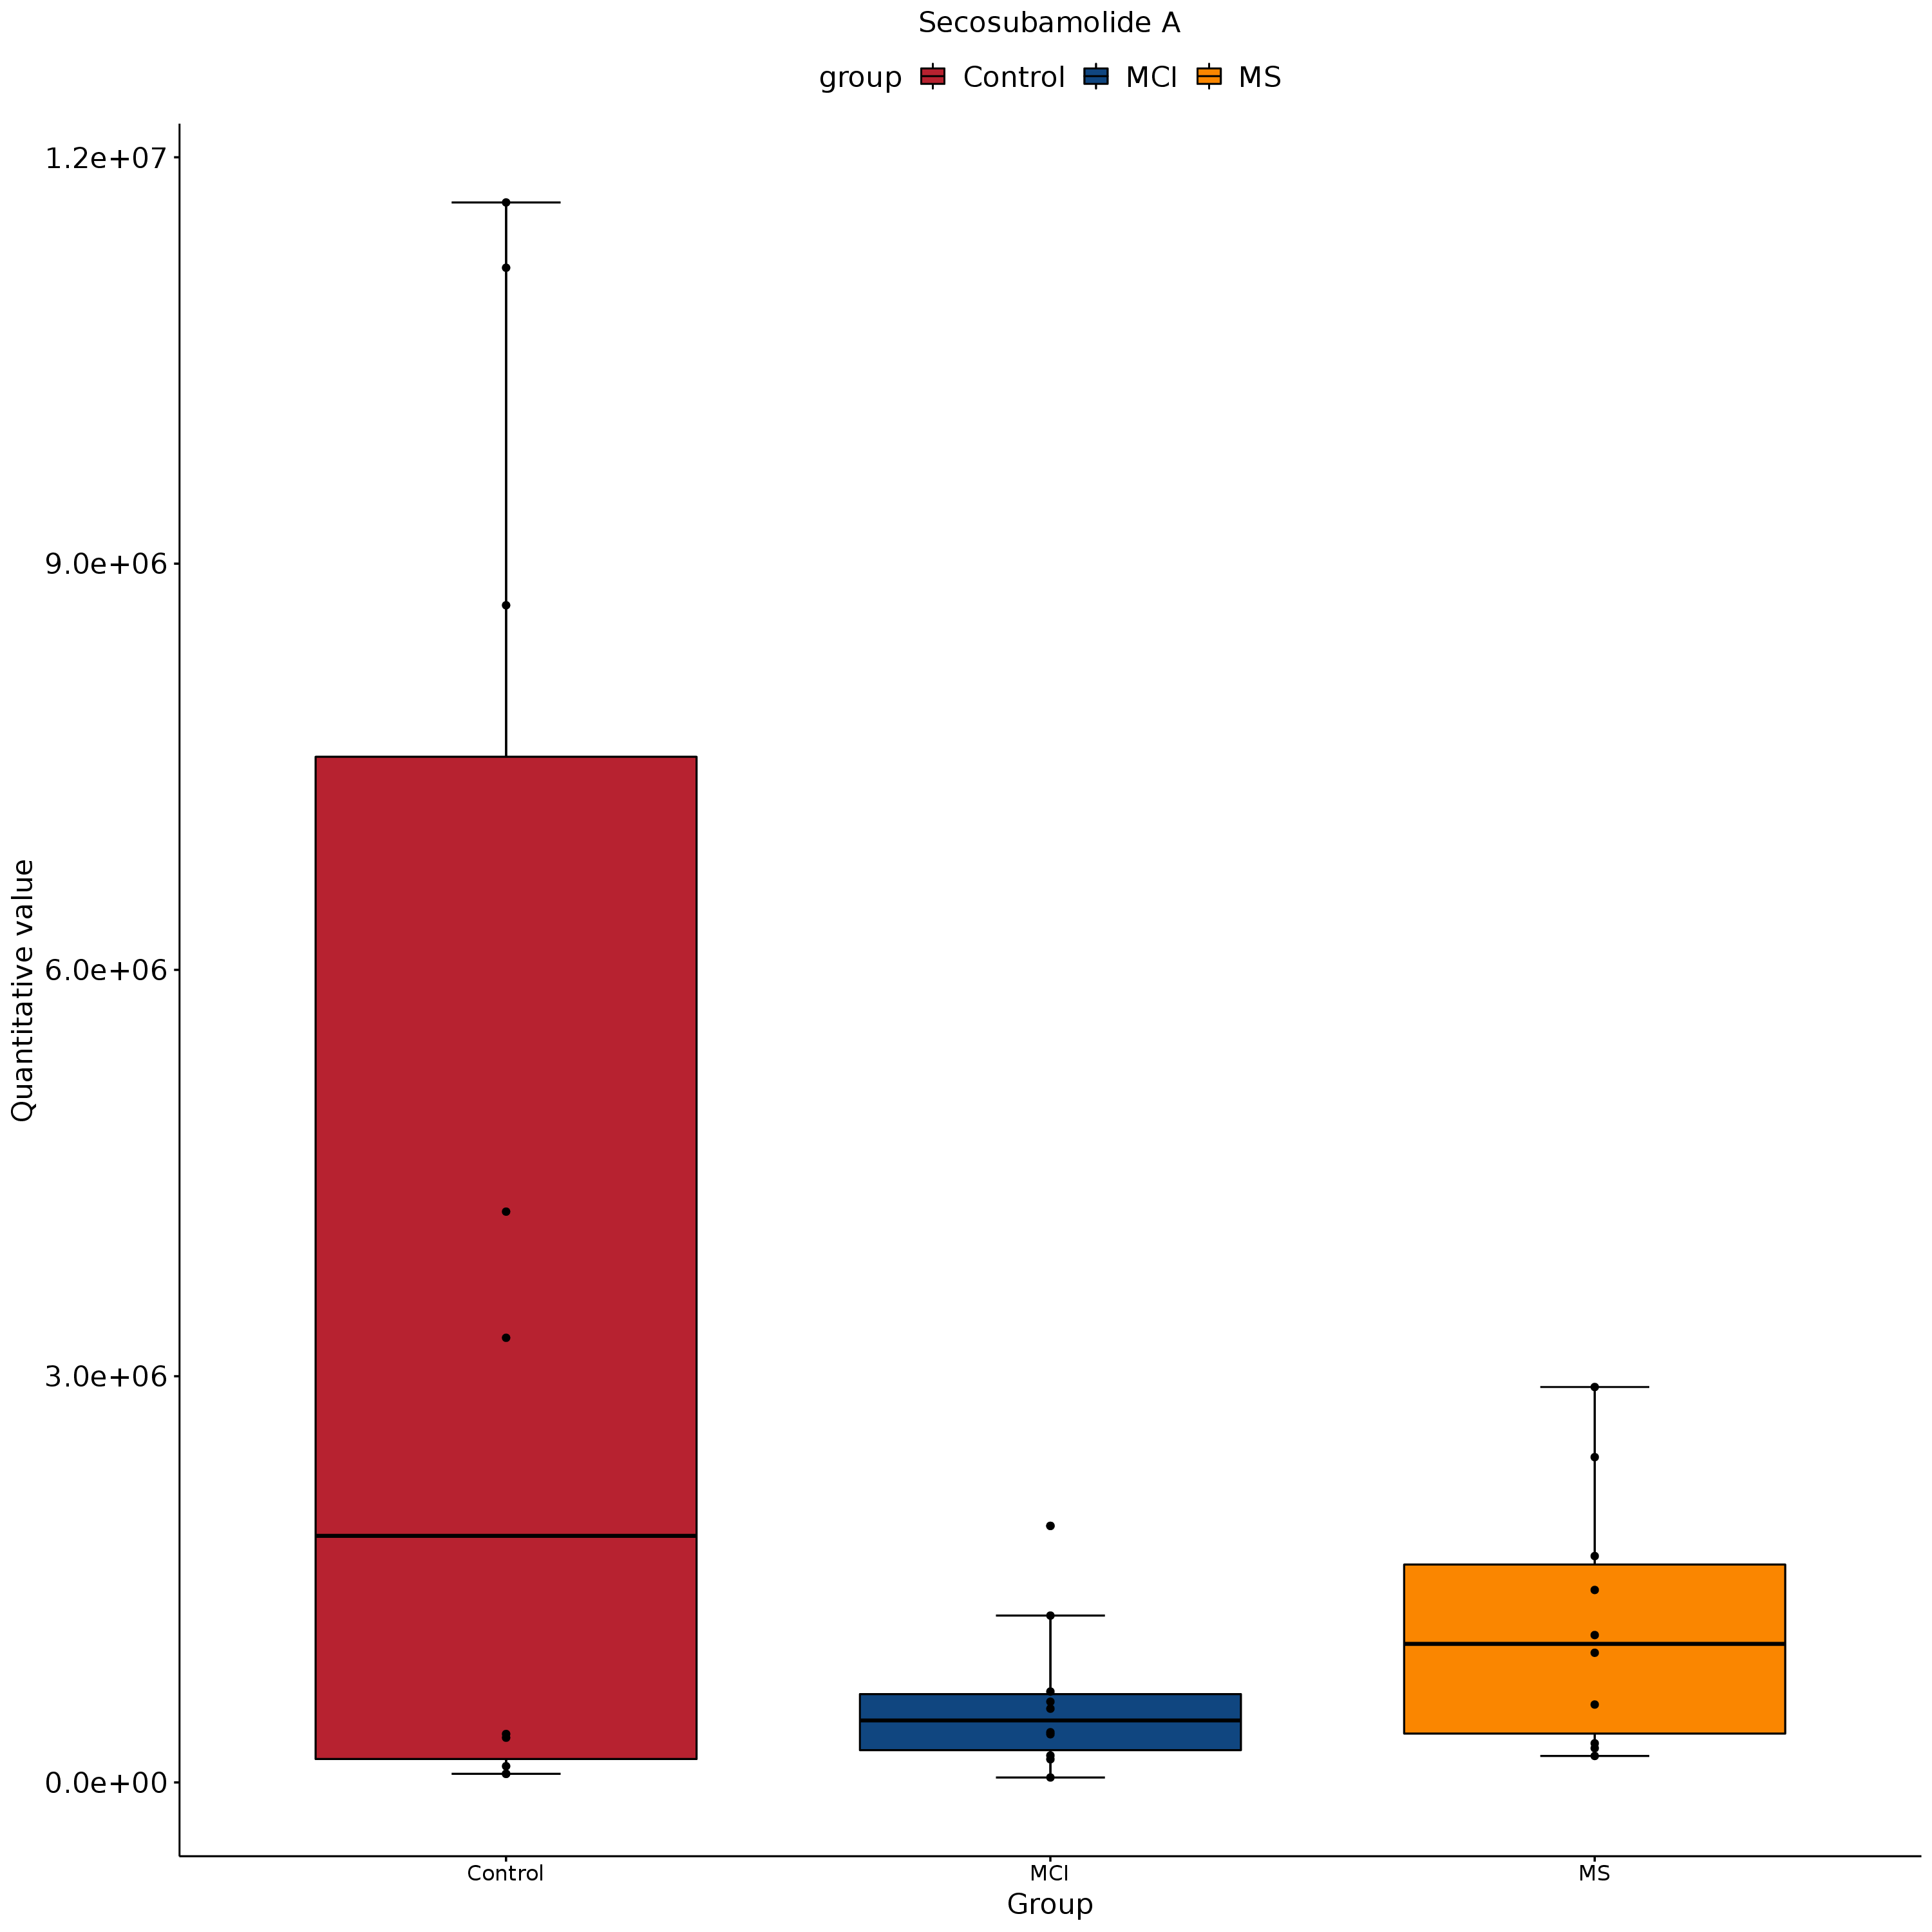 Secosubamolide A
group Control MCI MS
1.2e+07
9.0e+06
6.0e+06
3.0e+06
0.0e+00
Quantitative value
Control MCI MS
Group